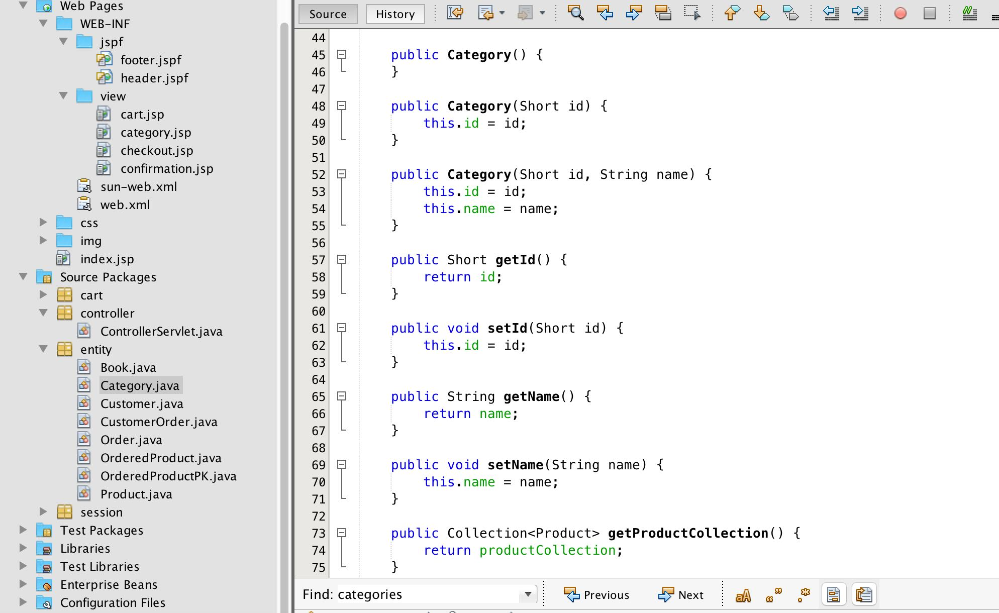 Web Pages
WEB-INF
jspf
footer.jspf
header.jspf
view
cart.jsp
category.jsp
checkout.jsp
confirmation.jsp
sun-web.xml
web.xml
css
img
index.jsp
Source Packages
cart
controller
ControllerServlet.java
entity
Book.java
Category.java
Customer.java
CustomerOrder.java
Order.java
OrderedProduct.java
OrderedProductPK.java
Product.java
session
Test Packages
Libraries
Test Libraries
Enterprise Beans
Configuration Files
Source History
44
45 public Category() {
46 }
47
48 public Category(Short id) {
49 this.id = id;
50 }
51
52 public Category(Short id, String name) {
53 this.id = id;
54 this.name = name;
55 }
56
57 public Short getId() {
58 return id;
59 }
60
61 public void setId(Short id) {
62 this.id = id;
63 }
64
65 public String getName() {
66 return name;
67 }
68
69 public void setName(String name) {
70 this.name = name;
71 }
72
73 public Collection<Product> getProductCollection() {
74 return productCollection;
75 }
Find: categories Previous Next aA